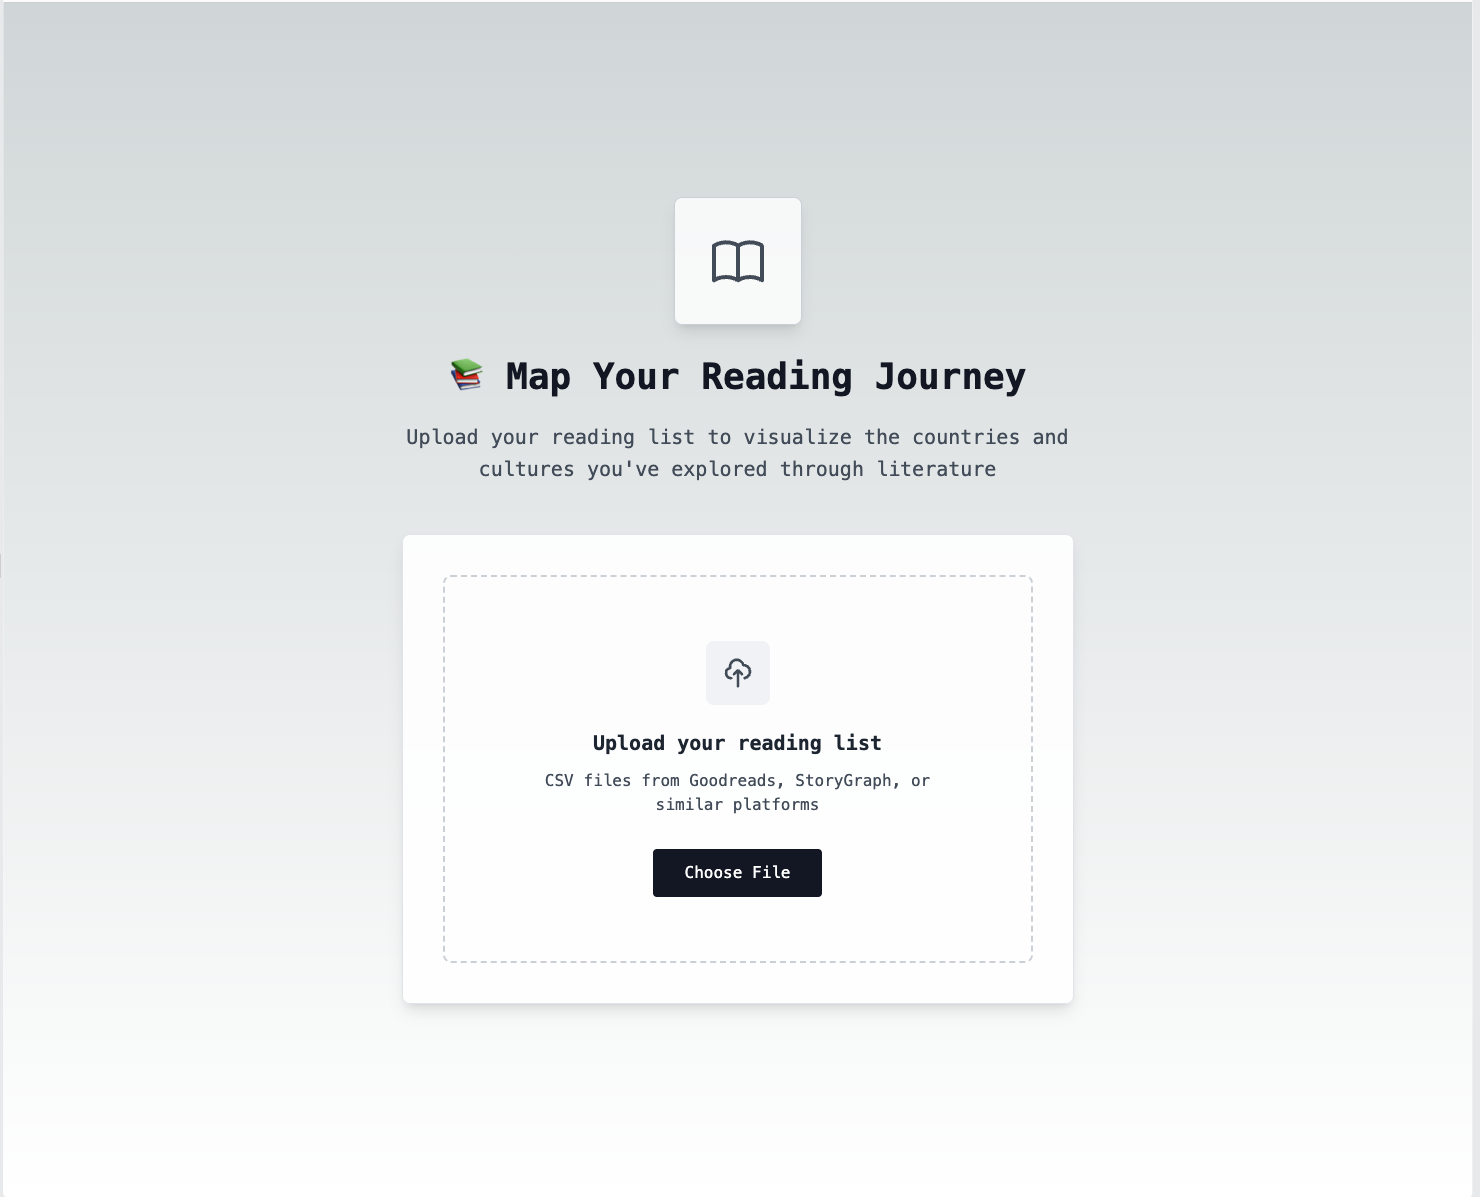 📚 Map Your Reading Journey
Upload your reading list to visualize the countries and
cultures you've explored through literature
Upload your reading list
CSV files from Goodreads, StoryGraph, or
similar platforms
Choose File